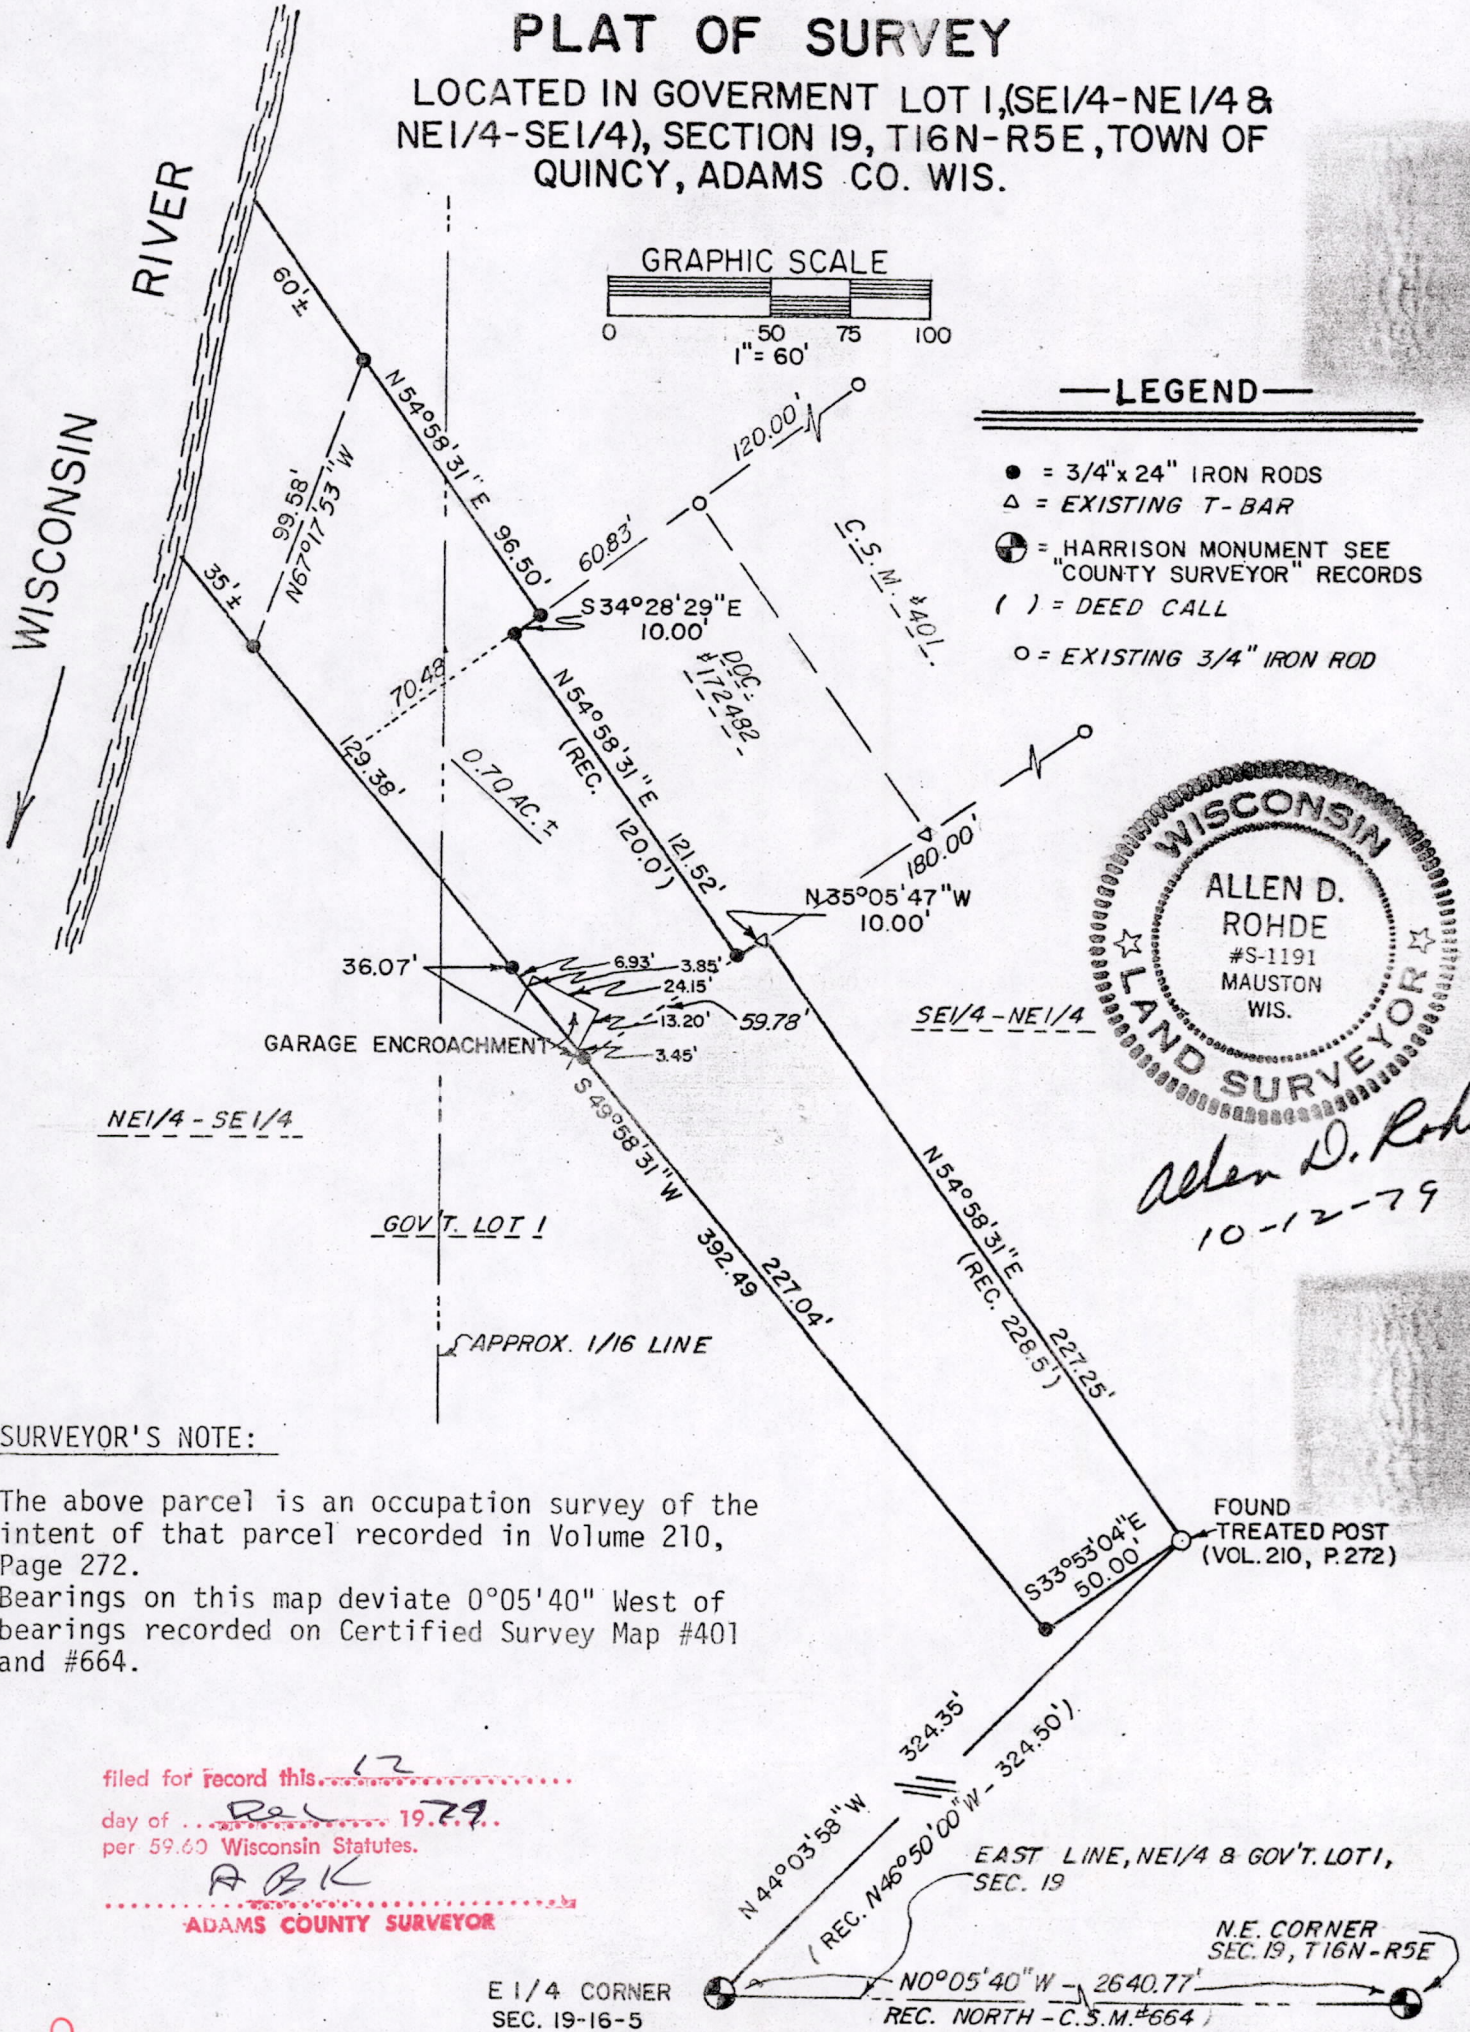 PLAT OF SURVEY
LOCATED IN GOVERMENT LOT 1,(SE1/4-NE1/4 &
NE1/4-SE1/4), SECTION 19, T16N-R5E, TOWN OF
QUINCY, ADAMS CO. WIS.
WISCONSIN RIVER
GRAPHIC SCALE
0 50 75 100
1"= 60'
—LEGEND—
● = 3/4"x 24" IRON RODS
△ = EXISTING T-BAR
= HARRISON MONUMENT SEE
"COUNTY SURVEYOR" RECORDS
( ) = DEED CALL
○ = EXISTING 3/4" IRON ROD
60'±
N54°58'31"E 96.50'
99.58'
N67°17'53"W
35'±
120.00'
60.83'
S34°28'29"E
10.00'
C.S.M. #401
DOC.
#172482
70.48
129.38'
0.70 AC.±
N54°58'31"E 121.52'
(REC. 120.0')
180.00'
N35°05'47"W
10.00'
36.07'
6.93' 3.85'
24.15'
13.20' 59.78'
3.45'
GARAGE ENCROACHMENT
SE1/4-NE1/4
NE1/4-SE1/4
S49°58'31"W 392.49
227.04'
GOV'T. LOT 1
APPROX. 1/16 LINE
N54°58'31"E 227.25'
(REC. 228.5')
WISCONSIN
ALLEN D.
ROHDE
#S-1191
MAUSTON
WIS.
LAND SURVEYOR
Allen D. Roh
10-12-79
SURVEYOR'S NOTE:
The above parcel is an occupation survey of the
intent of that parcel recorded in Volume 210,
Page 272.
Bearings on this map deviate 0°05'40" West of
bearings recorded on Certified Survey Map #401
and #664.
FOUND
TREATED POST
(VOL.210, P.272)
S33°53'04"E
50.00'
324.35'
N44°03'58"W
(REC. N46°50'00"W - 324.50')
filed for record this 12
day of Dec 1979
per 59.60 Wisconsin Statutes.
A B K
ADAMS COUNTY SURVEYOR
EAST LINE, NE1/4 & GOV'T. LOT 1,
SEC. 19
N.E. CORNER
SEC. 19, T16N-R5E
E 1/4 CORNER
SEC. 19-16-5
N0°05'40"W - 2640.77'
REC. NORTH - C.S.M.#664